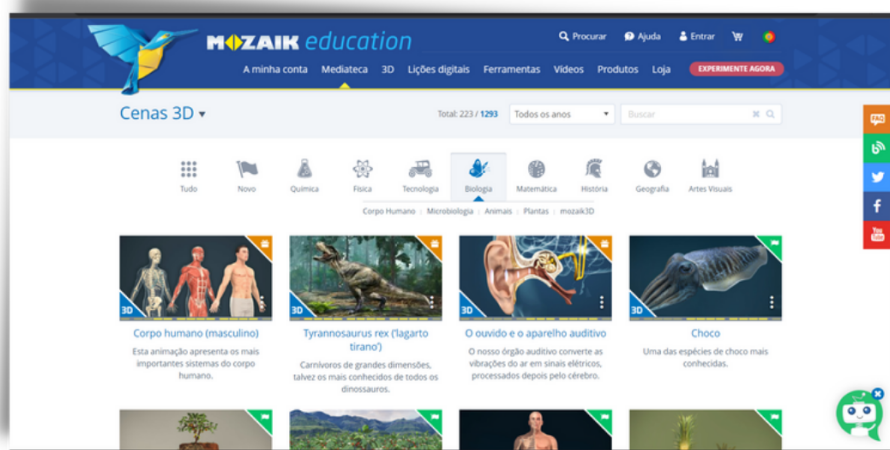 MOZAIK education
Procurar Ajuda Entrar
A minha conta Mediateca 3D Lições digitais Ferramentas Vídeos Produtos Loja EXPERIMENTE AGORA
Cenas 3D
Total: 223 / 1293 Todos os anos Buscar
FAQ
Tudo Novo Química Física Tecnologia Biologia Matemática História Geografia Artes Visuais
Corpo Humano Microbiologia Animais Plantas mozaik3D
You Tube
3D 3D 3D 3D
Corpo humano (masculino) Tyrannosaurus rex ('lagarto tirano') O ouvido e o aparelho auditivo Choco
Esta animação apresenta os mais importantes sistemas do corpo humano.
Carnívoros de grandes dimensões, talvez os mais conhecidos de todos os dinossauros.
O nosso órgão auditivo converte as vibrações do ar em sinais elétricos, processados depois pelo cérebro.
Uma das espécies de choco mais conhecidas.